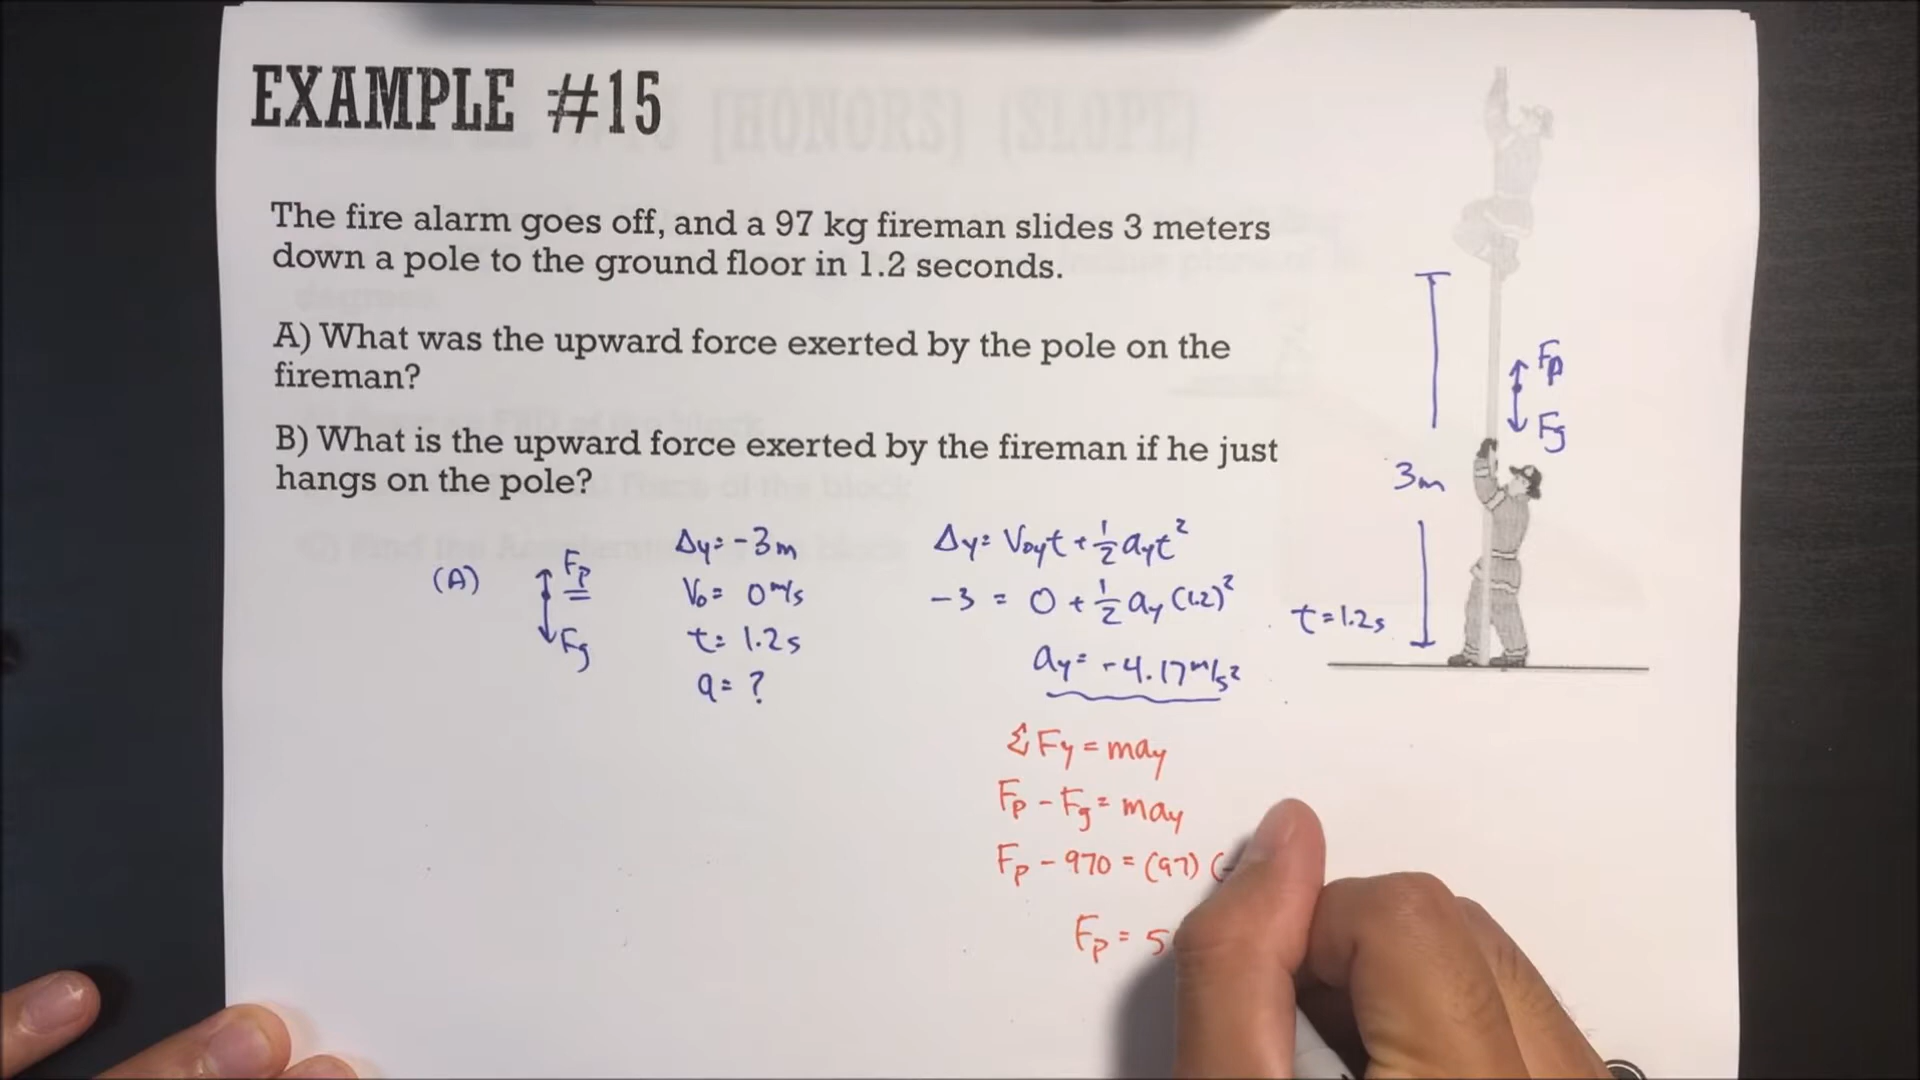 EXAMPLE #15
The fire alarm goes off, and a 97 kg fireman slides 3 meters
down a pole to the ground floor in 1.2 seconds.
A) What was the upward force exerted by the pole on the
fireman?
B) What is the upward force exerted by the fireman if he just
hangs on the pole?
(A)
Fp
Fg
Δy = -3m
V₀ = 0 m/s
t = 1.2s
a = ?
Δy = V₀yt + ½ayt²
-3 = 0 + ½ay(1.2)²
ay = -4.17 m/s²
ΣFy = may
Fp - Fg = may
Fp - 970 = (97) (-
Fp = 5
Fp
Fg
3m
t = 1.2s